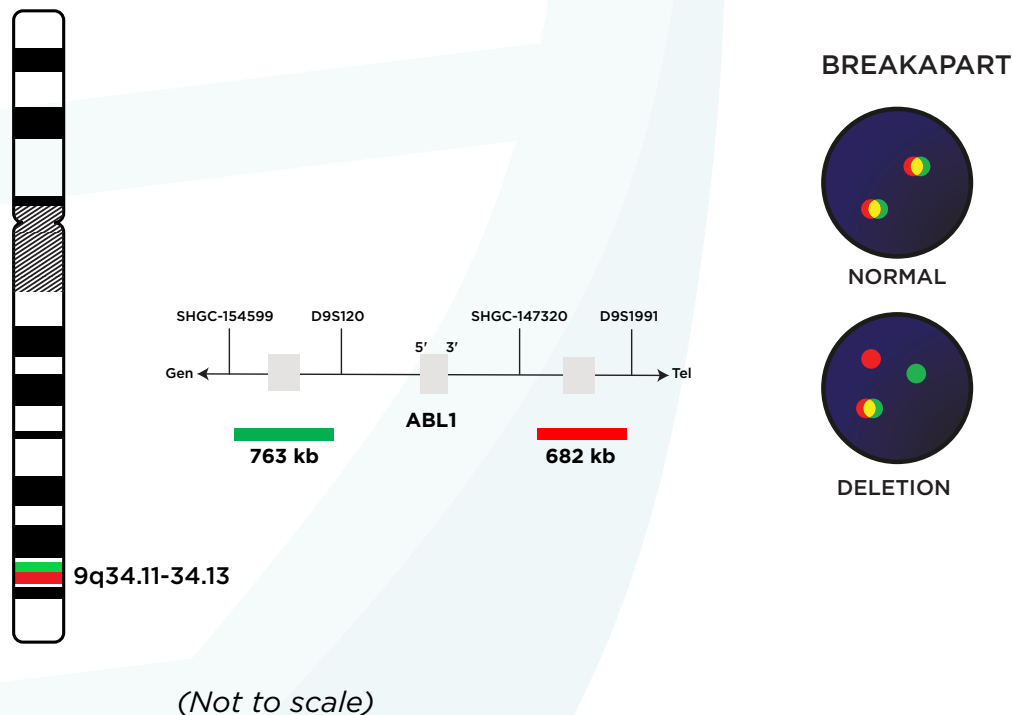 BREAKAPART
NORMAL
SHGC-154599 D9S120 SHGC-147320 D9S1991
5' 3'
Gen Tel
ABL1
763 kb 682 kb
DELETION
9q34.11-34.13
(Not to scale)